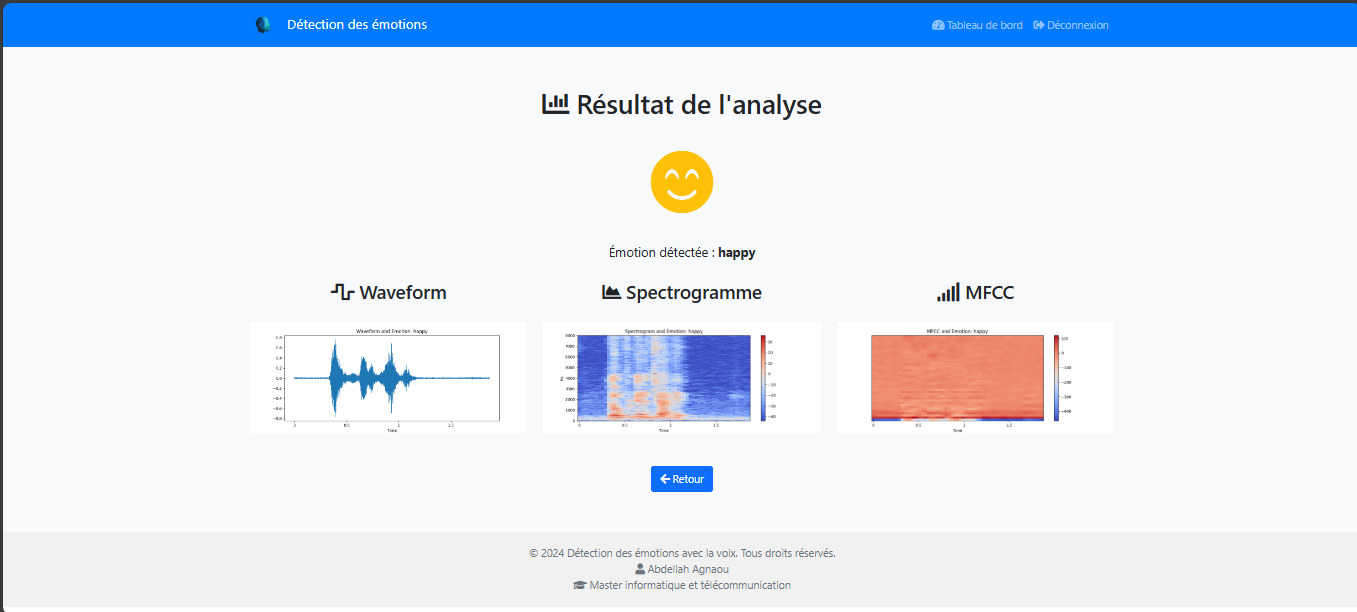 Détection des émotions
Tableau de bord
Déconnexion
Résultat de l'analyse
Émotion détectée : happy
Waveform
Spectrogramme
MFCC
Waveform and Emotion: happy
0.8
0.6
0.4
0.2
0.0
−0.2
−0.4
−0.6
−0.8
0
0.5
1
1.5
Time
Spectrogram and Emotion: happy
8000
7000
6000
5000
4000
3000
2000
1000
0
Hz
0
0.5
1
1.5
Time
30
20
10
0
−10
−20
−30
−40
MFCC and Emotion: happy
0
0.5
1
1.5
Time
100
0
−100
−200
−300
−400
Retour
© 2024 Détection des émotions avec la voix. Tous droits réservés.
Abdellah Agnaou
Master informatique et télécommunication